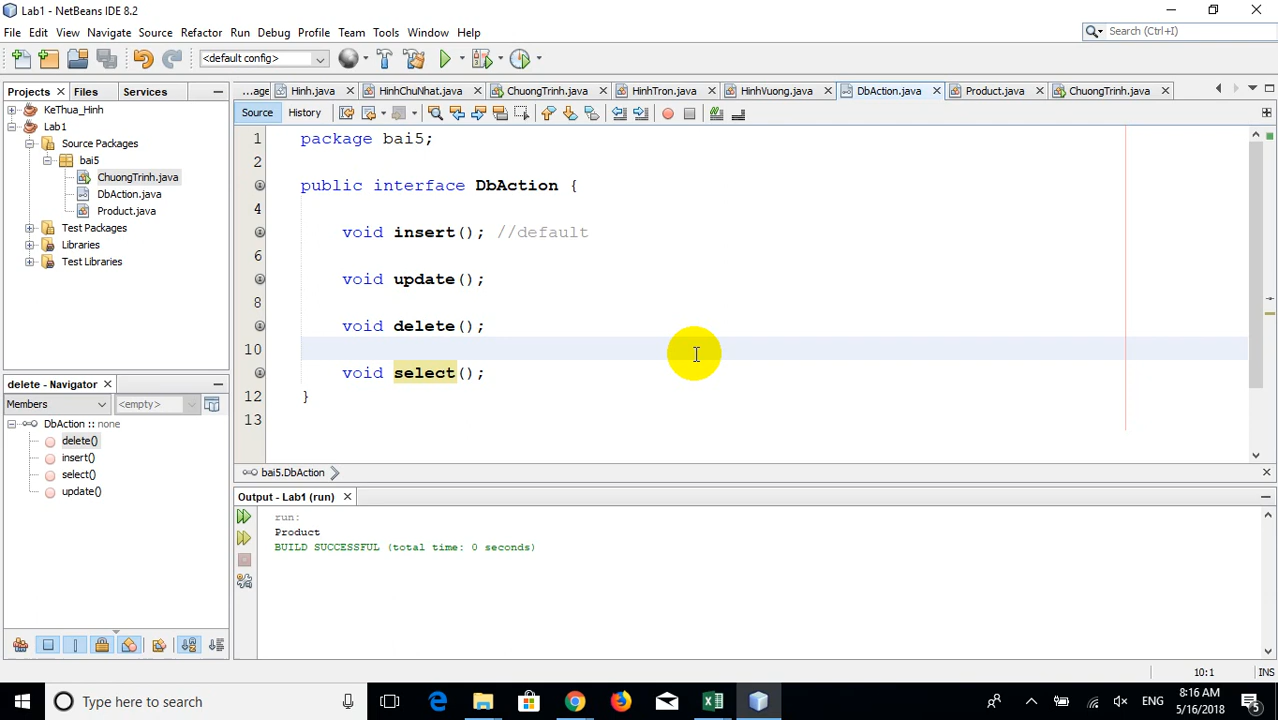 Lab1 - NetBeans IDE 8.2
File Edit View Navigate Source Refactor Run Debug Profile Team Tools Window Help
Search (Ctrl+I)
<default config>
Projects Files Services
...age Hinh.java HinhChuNhat.java ChuongTrinh.java HinhTron.java HinhVuong.java DbAction.java Product.java ChuongTrinh.java
KeThua_Hinh
Lab1
Source Packages
bai5
ChuongTrinh.java
DbAction.java
Product.java
Test Packages
Libraries
Test Libraries
Source History
1 package bai5;
2
public interface DbAction {
4
void insert(); //default
6
void update();
8
void delete();
10
void select();
12 }
13
delete - Navigator
Members <empty>
DbAction :: none
delete()
insert()
select()
update()
bai5.DbAction
Output - Lab1 (run)
run:
Product
BUILD SUCCESSFUL (total time: 0 seconds)
10:1 INS
Type here to search
ENG
8:16 AM
5/16/2018
5